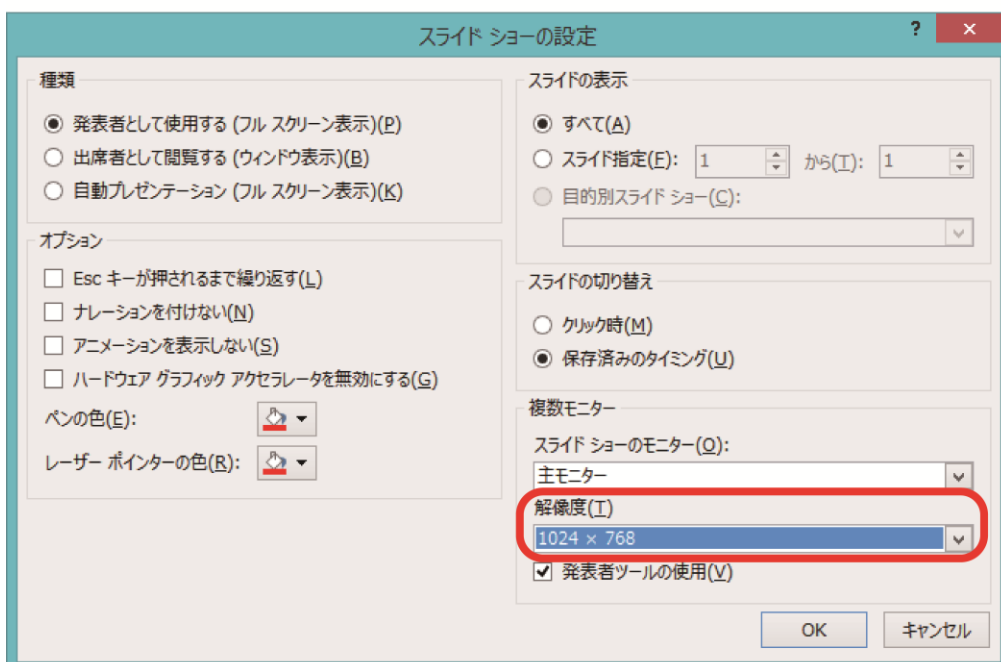 スライド ショーの設定
? ×
種類
発表者として使用する (フル スクリーン表示)(P)
出席者として閲覧する (ウィンドウ表示)(B)
自動プレゼンテーション (フル スクリーン表示)(K)
オプション
Esc キーが押されるまで繰り返す(L)
ナレーションを付けない(N)
アニメーションを表示しない(S)
ハードウェア グラフィック アクセラレータを無効にする(G)
ペンの色(E):
レーザー ポインターの色(R):
スライドの表示
すべて(A)
スライド指定(F): 1 から(T): 1
目的別スライド ショー(C):
スライドの切り替え
クリック時(M)
保存済みのタイミング(U)
複数モニター
スライド ショーのモニター(O):
主モニター
解像度(T)
1024 × 768
発表者ツールの使用(V)
OK キャンセル